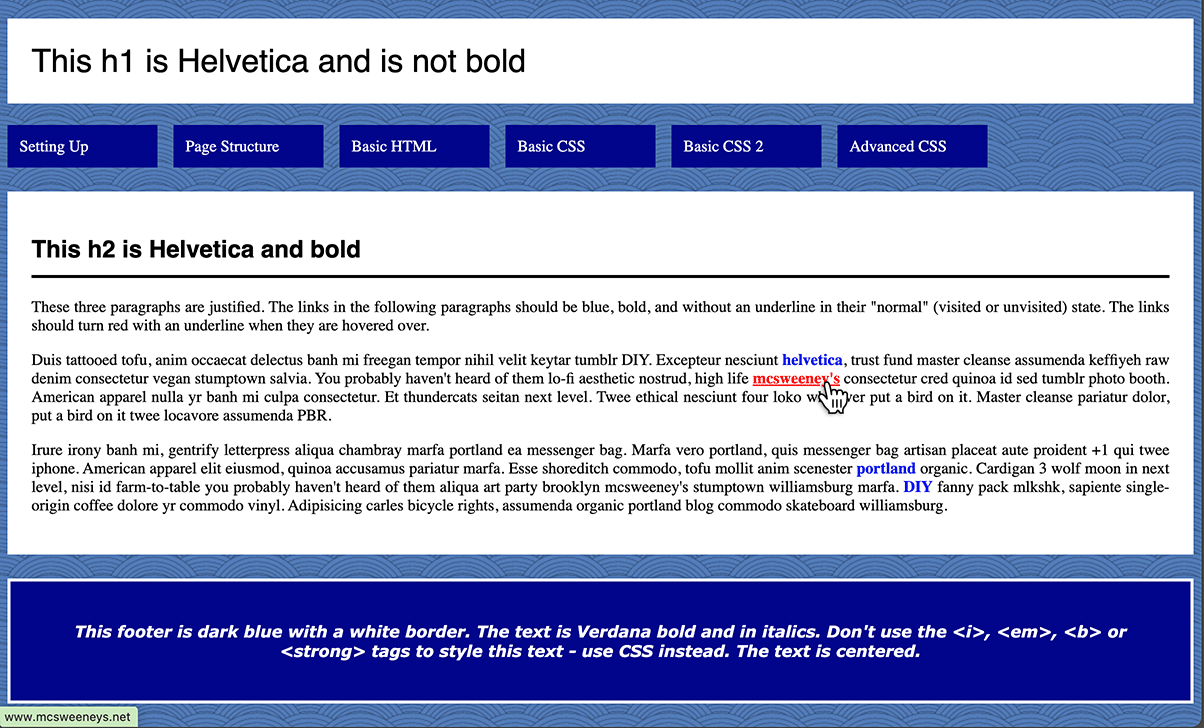 This h1 is Helvetica and is not bold
Setting Up Page Structure Basic HTML Basic CSS Basic CSS 2 Advanced CSS
This h2 is Helvetica and bold
These three paragraphs are justified. The links in the following paragraphs should be blue, bold, and without an underline in their "normal" (visited or unvisited) state. The links
should turn red with an underline when they are hovered over.
Duis tattooed tofu, anim occaecat delectus banh mi freegan tempor nihil velit keytar tumblr DIY. Excepteur nesciunt helvetica, trust fund master cleanse assumenda keffiyeh raw
denim consectetur vegan stumptown salvia. You probably haven't heard of them lo-fi aesthetic nostrud, high life mcsweeney's consectetur cred quinoa id sed tumblr photo booth.
American apparel nulla yr banh mi culpa consectetur. Et thundercats seitan next level. Twee ethical nesciunt four loko put a bird on it. Master cleanse pariatur dolor,
put a bird on it twee locavore assumenda PBR.
Irure irony banh mi, gentrify letterpress aliqua chambray marfa portland ea messenger bag. Marfa vero portland, quis messenger bag artisan placeat aute proident +1 qui twee
iphone. American apparel elit eiusmod, quinoa accusamus pariatur marfa. Esse shoreditch commodo, tofu mollit anim scenester portland organic. Cardigan 3 wolf moon in next
level, nisi id farm-to-table you probably haven't heard of them aliqua art party brooklyn mcsweeney's stumptown williamsburg marfa. DIY fanny pack mlkshk, sapiente single-
origin coffee dolore yr commodo vinyl. Adipisicing carles bicycle rights, assumenda organic portland blog commodo skateboard williamsburg.
This footer is dark blue with a white border. The text is Verdana bold and in italics. Don't use the <i>, <em>, <b> or
<strong> tags to style this text - use CSS instead. The text is centered.
www.mcsweeneys.net